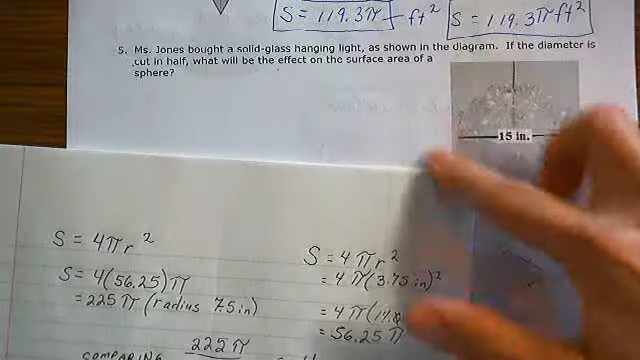 S = 119.3π ft² S = 119.3π ft²
5. Ms. Jones bought a solid-glass hanging light, as shown in the diagram. If the diameter is
cut in half, what will be the effect on the surface area of a
sphere?
15 in.
S = 4πr²
S = 4(56.25)π
= 225π (radius 7.5in)
S = 4πr²
= 4π(3.75 in)²
= 4π(14.0
= 56.25π
225π
COMPARING